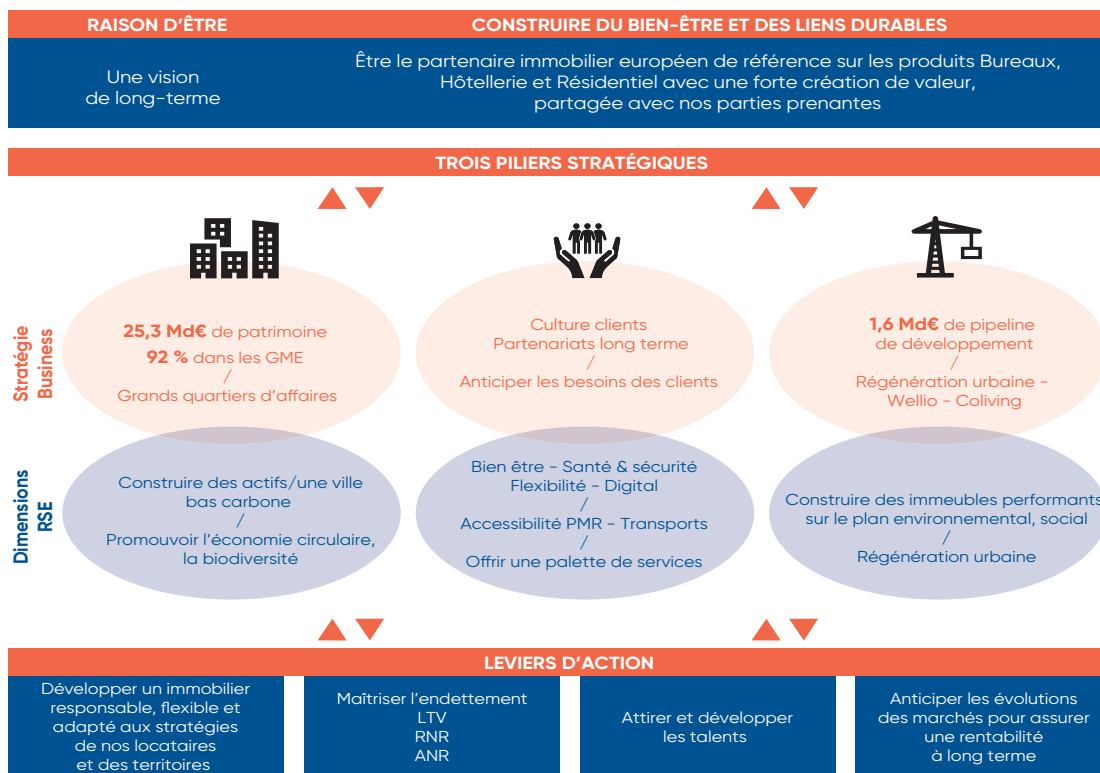 RAISON D’ÊTRE
CONSTRUIRE DU BIEN-ÊTRE ET DES LIENS DURABLES
Une vision
de long-terme
Être le partenaire immobilier européen de référence sur les produits Bureaux,
Hôtellerie et Résidentiel avec une forte création de valeur,
partagée avec nos parties prenantes
TROIS PILIERS STRATÉGIQUES
Stratégie
Business
25,3 Md€ de patrimoine
92 % dans les GME
/
Grands quartiers d’affaires
Culture clients
Partenariats long terme
/
Anticiper les besoins des clients
1,6 Md€ de pipeline
de développement
/
Régénération urbaine -
Wellio - Coliving
Dimensions
RSE
Construire des actifs/une ville
bas carbone
/
Promouvoir l’économie circulaire,
la biodiversité
Bien être - Santé & sécurité
Flexibilité - Digital
/
Accessibilité PMR - Transports
/
Offrir une palette de services
Construire des immeubles performants
sur le plan environnemental, social
/
Régénération urbaine
LEVIERS D’ACTION
Développer un immobilier
responsable, flexible et
adapté aux stratégies
de nos locataires
et des territoires
Maîtriser l’endettement
LTV
RNR
ANR
Attirer et développer
les talents
Anticiper les évolutions
des marchés pour assurer
une rentabilité
à long terme